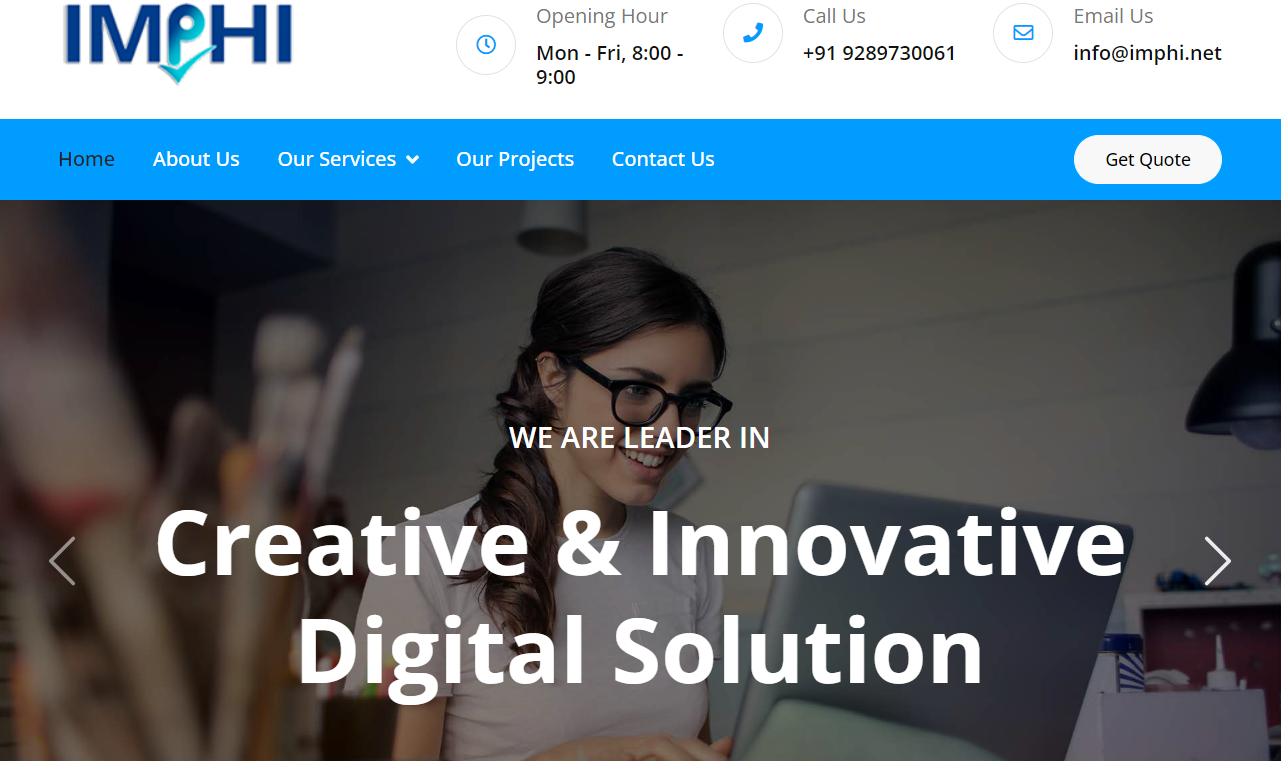 IMPHI
Opening Hour
Mon - Fri, 8:00 -
9:00
Call Us
+91 9289730061
Email Us
info@imphi.net
Home About Us Our Services Our Projects Contact Us Get Quote
WE ARE LEADER IN
Creative & Innovative
Digital Solution